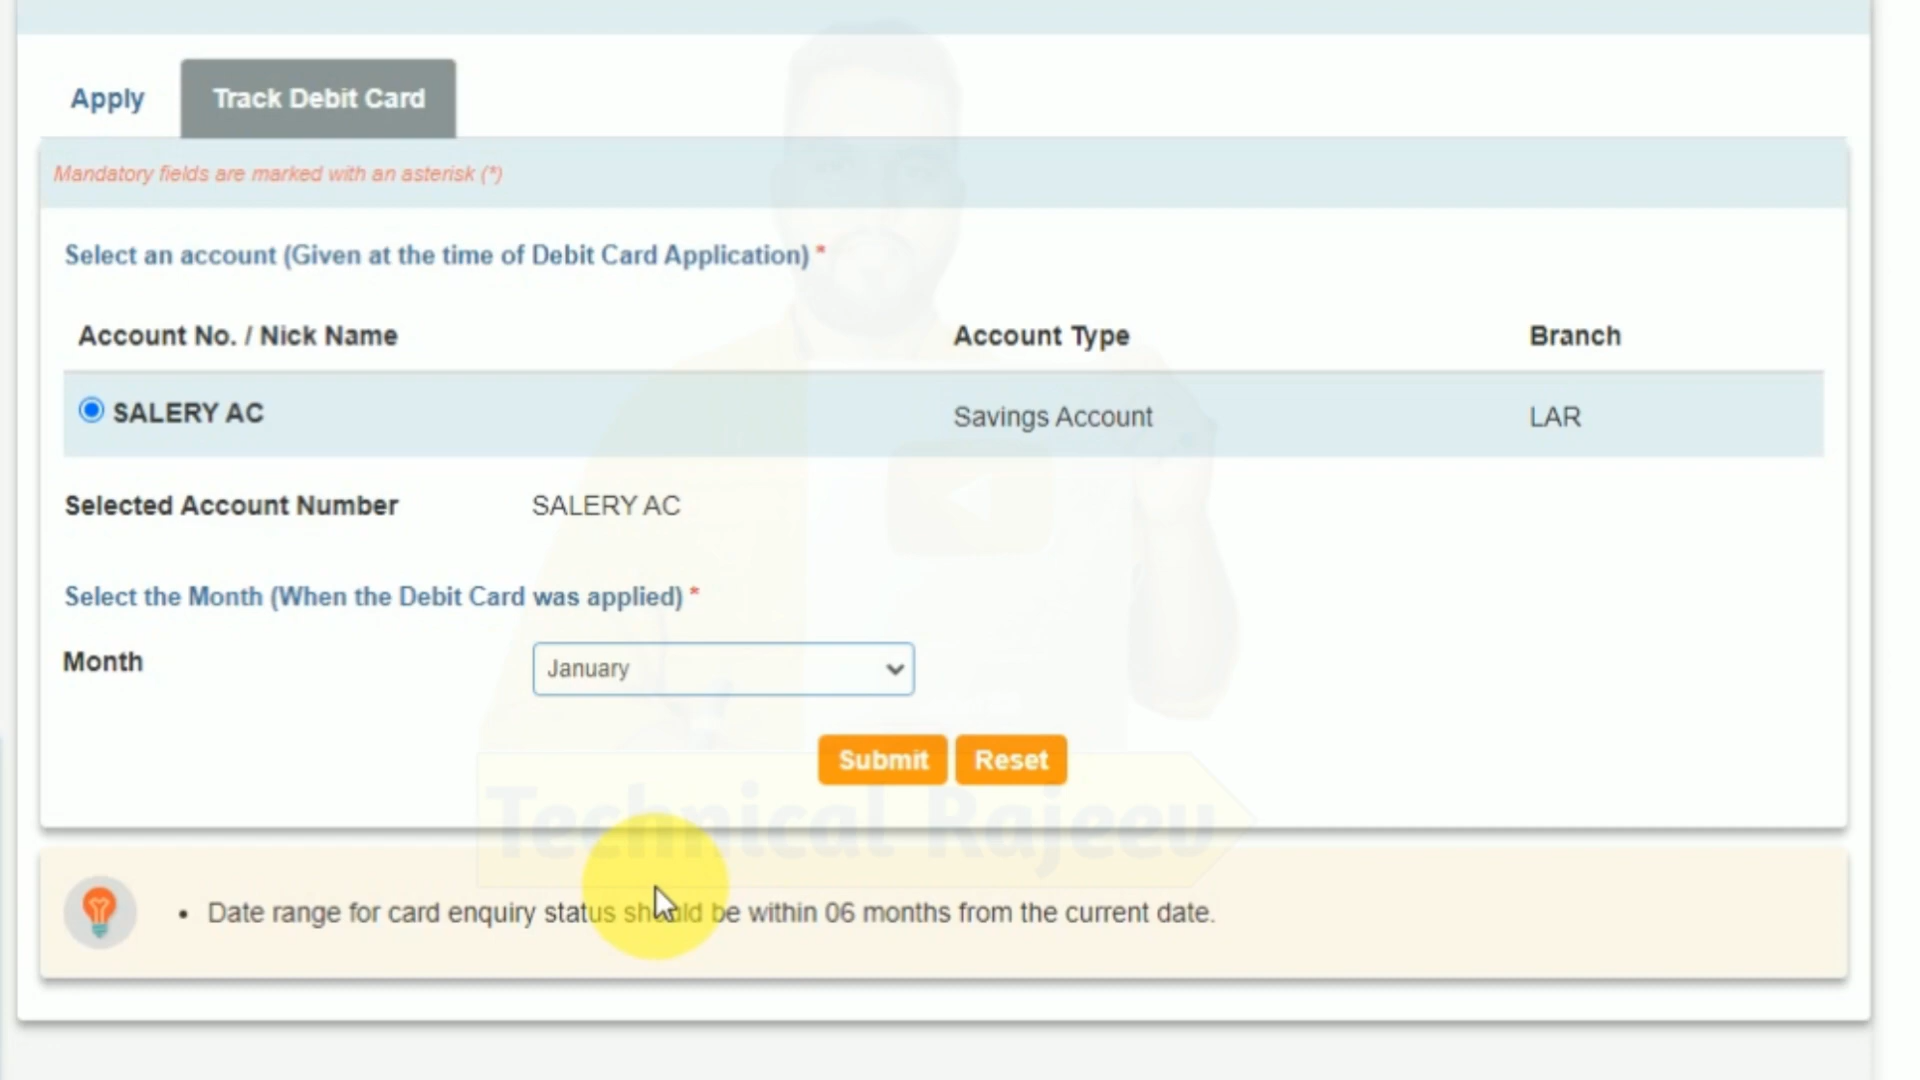 Apply Track Debit Card
Mandatory fields are marked with an asterisk (*)
Select an account (Given at the time of Debit Card Application) *
Account No. / Nick Name Account Type Branch
SALERY AC Savings Account LAR
Selected Account Number SALERY AC
Select the Month (When the Debit Card was applied) *
Month January
Submit Reset
Technical Rajeev
• Date range for card enquiry status should be within 06 months from the current date.